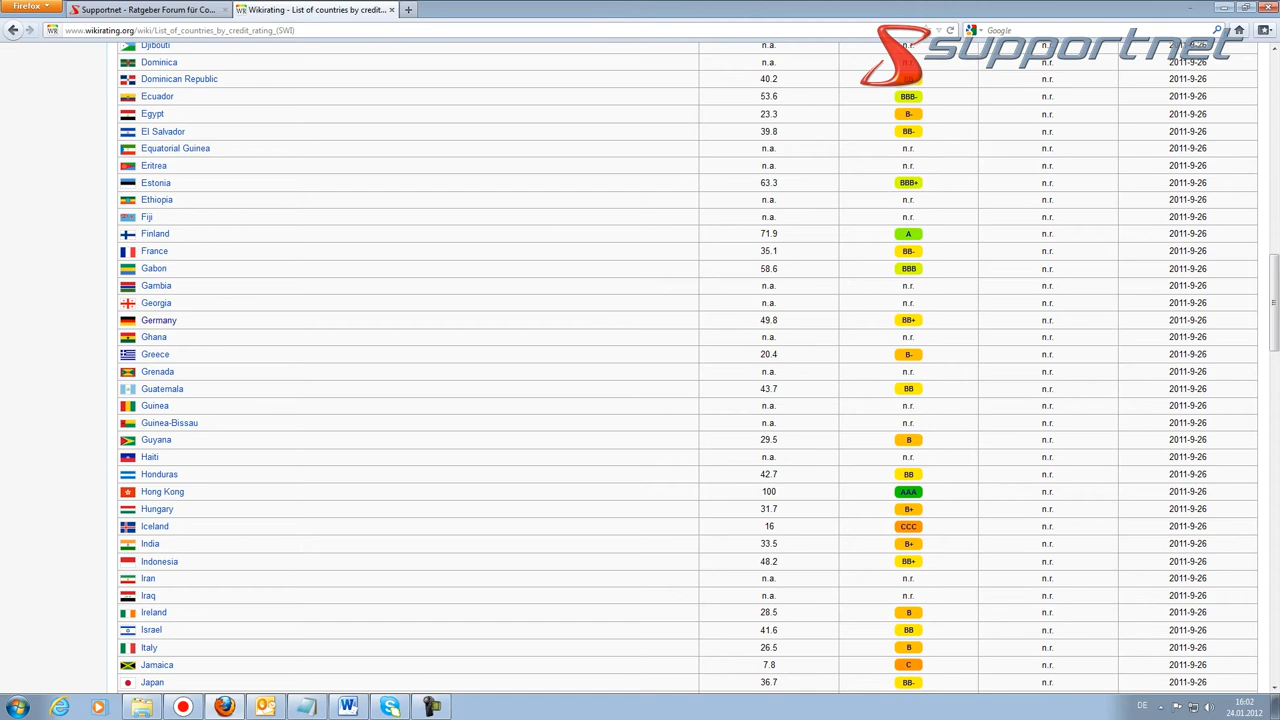 Firefox
Supportnet - Ratgeber Forum für Co... ×
Wikirating - List of countries by credit... ×
www.wikirating.org/wiki/List_of_countries_by_credit_rating_(SWI)
Google
supportnet
Djibouti n.a. n.r. n.r. 2011-9-26
Dominica n.a. n.r. 2011-9-26
Dominican Republic 40.2 n.r. 2011-9-26
Ecuador 53.6 BBB- n.r. 2011-9-26
Egypt 23.3 B- n.r. 2011-9-26
El Salvador 39.8 BB- n.r. 2011-9-26
Equatorial Guinea n.a. n.r. n.r. 2011-9-26
Eritrea n.a. n.r. n.r. 2011-9-26
Estonia 63.3 BBB+ n.r. 2011-9-26
Ethiopia n.a. n.r. n.r. 2011-9-26
Fiji n.a. n.r. n.r. 2011-9-26
Finland 71.9 A n.r. 2011-9-26
France 35.1 BB- n.r. 2011-9-26
Gabon 58.6 BBB n.r. 2011-9-26
Gambia n.a. n.r. n.r. 2011-9-26
Georgia n.a. n.r. n.r. 2011-9-26
Germany 49.8 BB+ n.r. 2011-9-26
Ghana n.a. n.r. n.r. 2011-9-26
Greece 20.4 B- n.r. 2011-9-26
Grenada n.a. n.r. n.r. 2011-9-26
Guatemala 43.7 BB n.r. 2011-9-26
Guinea n.a. n.r. n.r. 2011-9-26
Guinea-Bissau n.a. n.r. n.r. 2011-9-26
Guyana 29.5 B n.r. 2011-9-26
Haiti n.a. n.r. n.r. 2011-9-26
Honduras 42.7 BB n.r. 2011-9-26
Hong Kong 100 AAA n.r. 2011-9-26
Hungary 31.7 B+ n.r. 2011-9-26
Iceland 16 CCC n.r. 2011-9-26
India 33.5 B+ n.r. 2011-9-26
Indonesia 48.2 BB+ n.r. 2011-9-26
Iran n.a. n.r. n.r. 2011-9-26
Iraq n.a. n.r. n.r. 2011-9-26
Ireland 28.5 B n.r. 2011-9-26
Israel 41.6 BB n.r. 2011-9-26
Italy 26.5 B n.r. 2011-9-26
Jamaica 7.8 C n.r. 2011-9-26
Japan 36.7 BB- n.r. 2011-9-26
DE
16:02
24.01.2012